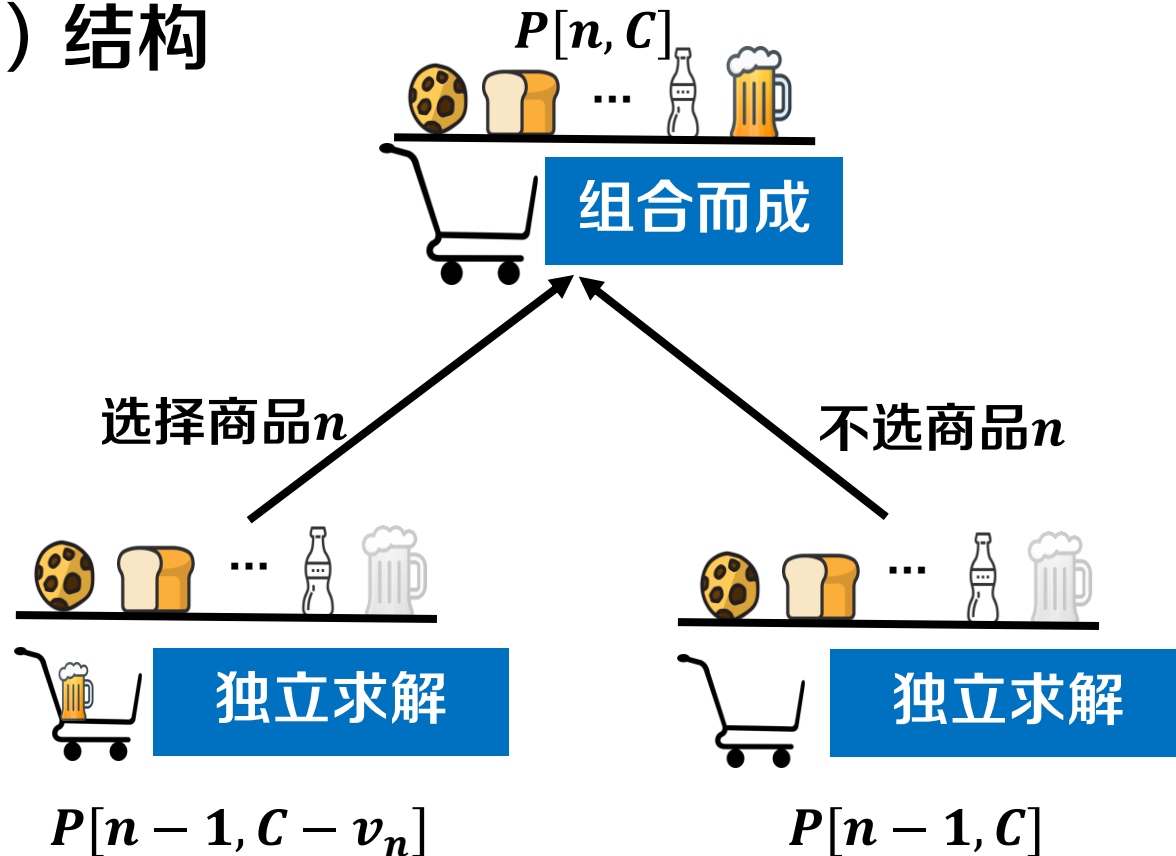 ）结构
P[n, C]
...
组合而成
选择商品n
不选商品n
...
...
独立求解
独立求解
P[n − 1, C − vₙ]
P[n − 1, C]